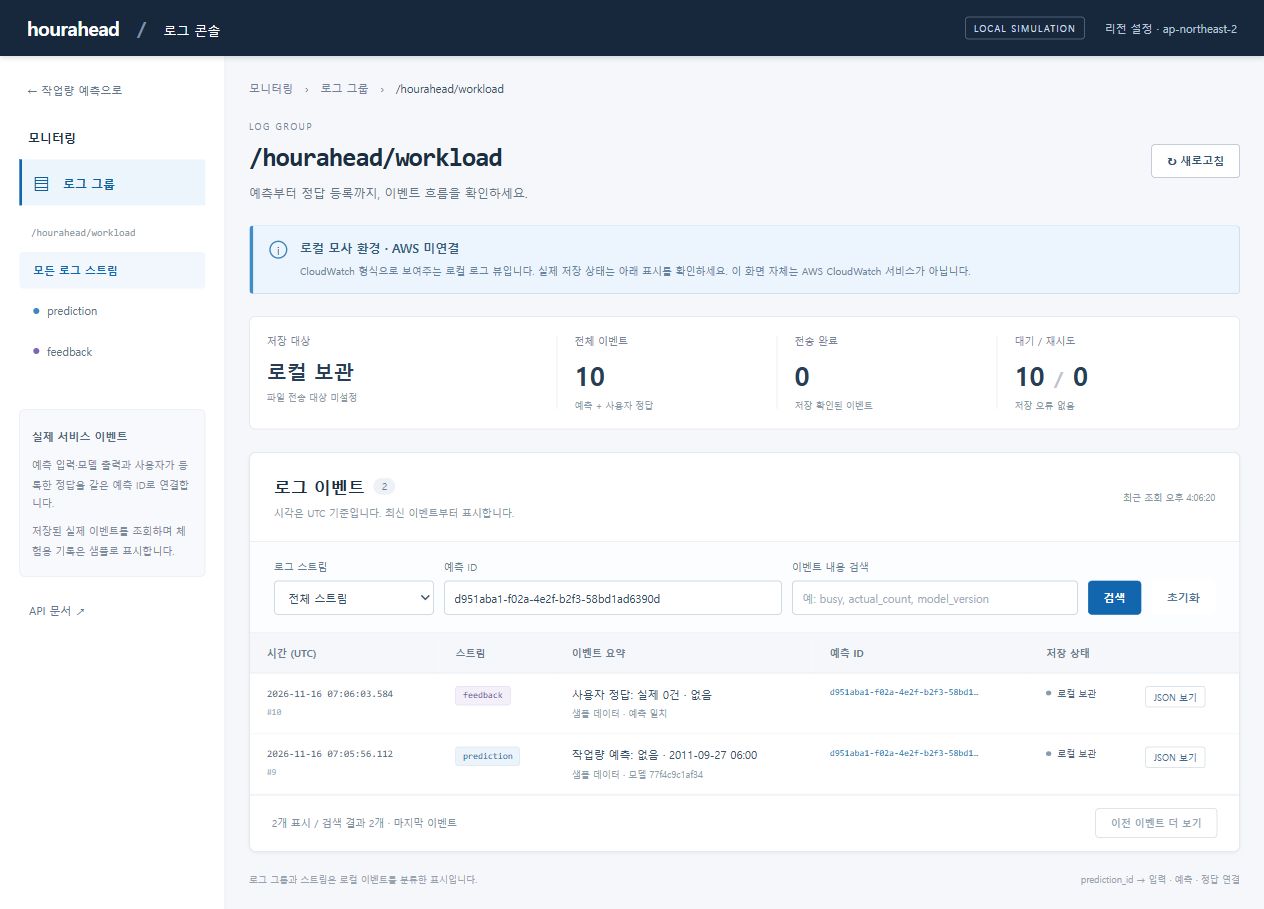 hourahead / 로그 콘솔
LOCAL SIMULATION
리전 설정 · ap-northeast-2
← 작업량 예측으로
모니터링
로그 그룹
/hourahead/workload
모든 로그 스트림
prediction
feedback
실제 서비스 이벤트
예측 입력·모델 출력과 사용자가 등
록한 정답을 같은 예측 ID로 연결합
니다.
저장된 실제 이벤트를 조회하며 체
험용 기록은 샘플로 표시합니다.
API 문서 ↗
모니터링 › 로그 그룹 › /hourahead/workload
LOG GROUP
/hourahead/workload
예측부터 정답 등록까지, 이벤트 흐름을 확인하세요.
↻ 새로고침
로컬 모사 환경 · AWS 미연결
CloudWatch 형식으로 보여주는 로컬 로그 뷰입니다. 실제 저장 상태는 아래 표시를 확인하세요. 이 화면 자체는 AWS CloudWatch 서비스가 아닙니다.
저장 대상
로컬 보관
파일 전송 대상 미설정
전체 이벤트
10
예측 + 사용자 정답
전송 완료
0
저장 확인된 이벤트
대기 / 재시도
10 / 0
저장 오류 없음
로그 이벤트 2
시각은 UTC 기준입니다. 최신 이벤트부터 표시합니다.
최근 조회 오후 4:06:20
로그 스트림
전체 스트림
예측 ID
d951aba1-f02a-4e2f-b2f3-58bd1ad6390d
이벤트 내용 검색
예: busy, actual_count, model_version
검색
초기화
시간 (UTC) 스트림 이벤트 요약 예측 ID 저장 상태
2026-11-16 07:06:03.584 feedback 사용자 정답: 실제 0건 · 없음 d951aba1-f02a-4e2f-b2f3-58bd1… 로컬 보관 JSON 보기
#10 샘플 데이터 · 예측 일치
2026-11-16 07:05:56.112 prediction 작업량 예측: 없음 · 2011-09-27 06:00 d951aba1-f02a-4e2f-b2f3-58bd1… 로컬 보관 JSON 보기
#9 샘플 데이터 · 모델 77f4c9c1af34
2개 표시 / 검색 결과 2개 · 마지막 이벤트
이전 이벤트 더 보기
로그 그룹과 스트림은 로컬 이벤트를 분류한 표시입니다.
prediction_id → 입력 · 예측 · 정답 연결